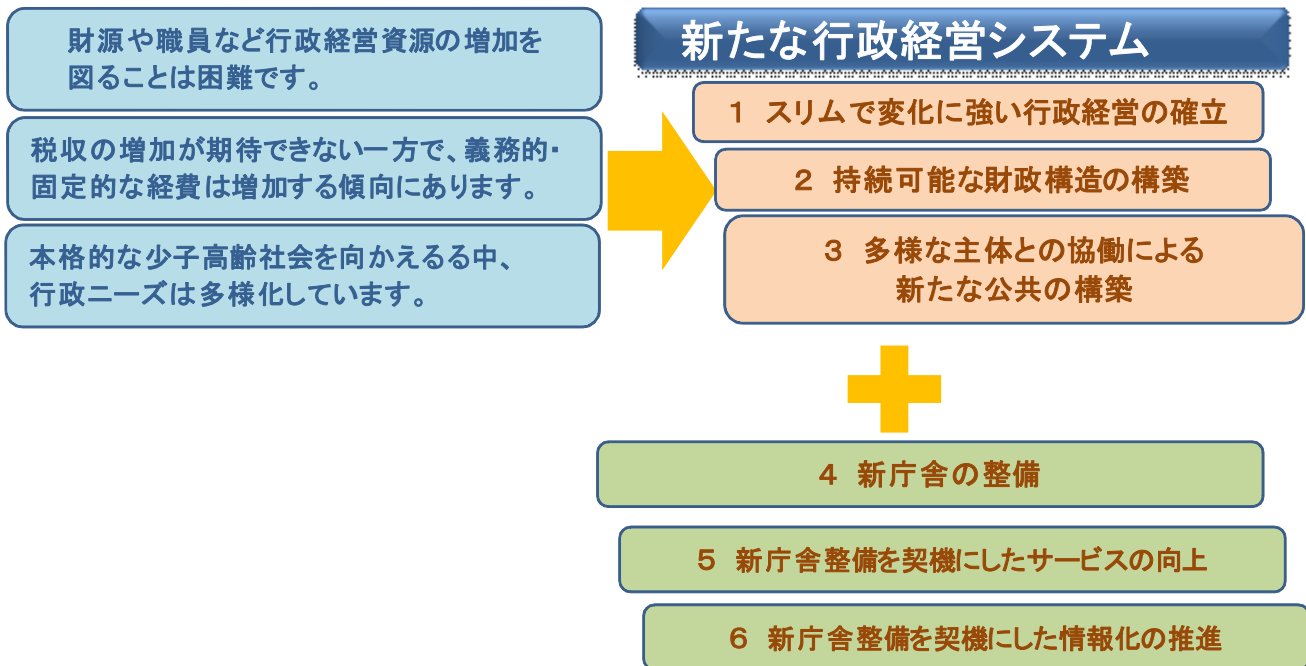 財源や職員など行政経営資源の増加を
図ることは困難です。
税収の増加が期待できない一方で、義務的・
固定的な経費は増加する傾向にあります。
本格的な少子高齢社会を向かえるる中、
行政ニーズは多様化しています。
新たな行政経営システム
１ スリムで変化に強い行政経営の確立
２ 持続可能な財政構造の構築
３ 多様な主体との協働による
新たな公共の構築
４ 新庁舎の整備
５ 新庁舎整備を契機にしたサービスの向上
６ 新庁舎整備を契機にした情報化の推進